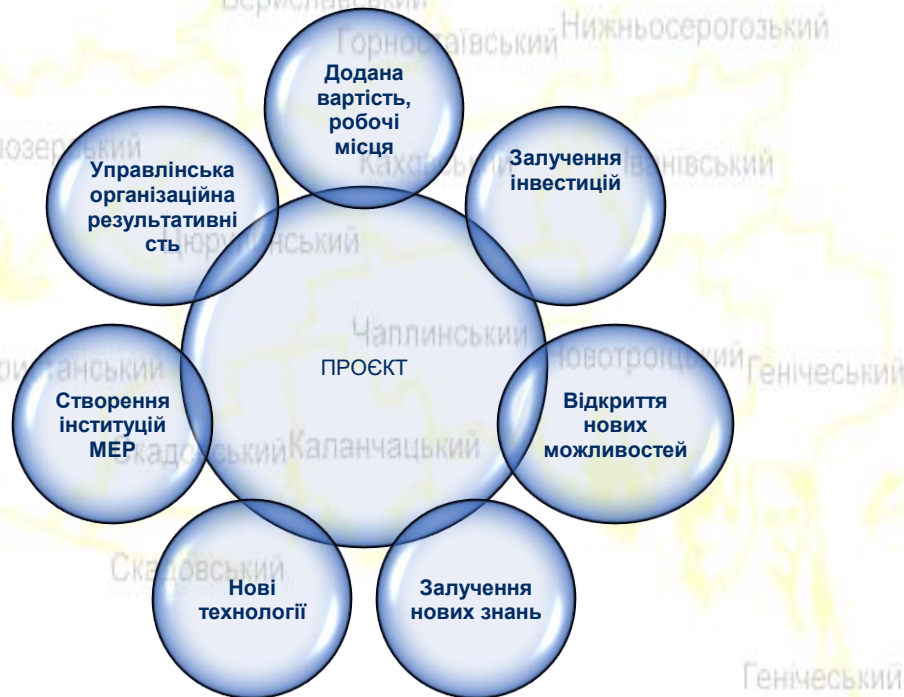 Бериславський
Горностаївський
Нижньосерогозький
Додана
вартість,
робочі
місця
Каховський
Іванівський
Управлінська
організаційна
результативні
сть
Залучення
інвестицій
Цюрупинський
Чаплинський
ПРОЄКТ
Новотроїцький
Генічеський
Створення
інституцій
МЕР
Відкриття
нових
можливостей
Скадовський
Каланчацький
Скадовський
Нові
технології
Залучення
нових знань
Генічеський